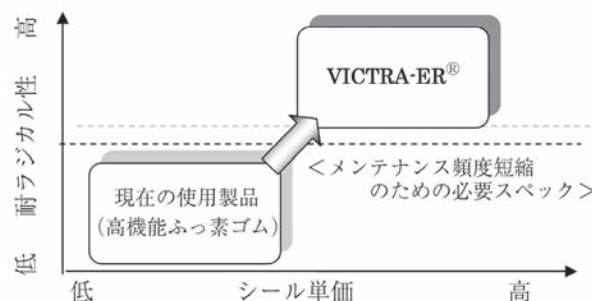 高
耐ラジカル性
低
VICTRA-ER®
<メンテナンス頻度短縮
のための必要スペック>
現在の使用製品
(高機能ふっ素ゴム)
低
シール単価
高